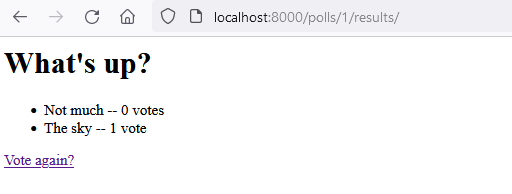 localhost:8000/polls/1/results/
What's up?
Not much -- 0 votes
The sky -- 1 vote
Vote again?